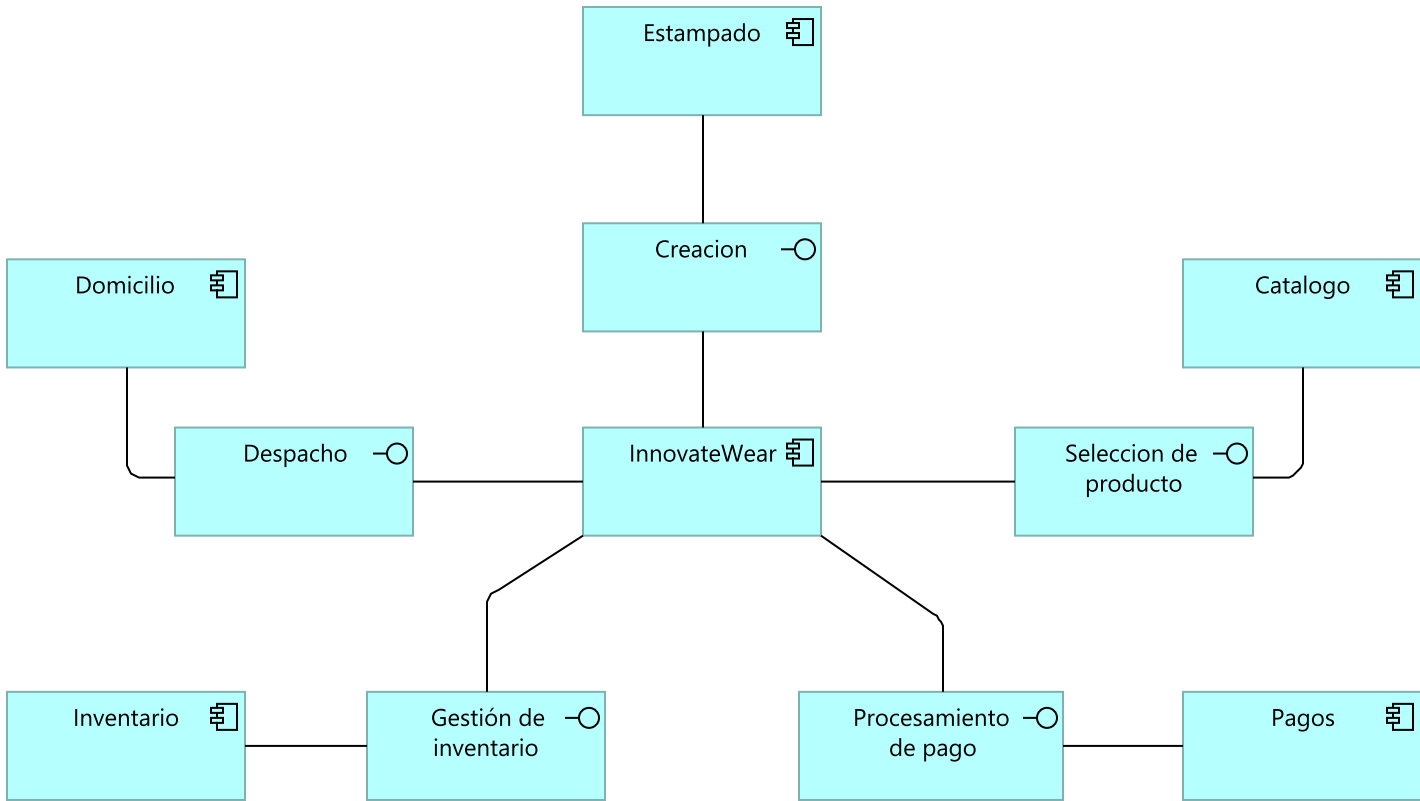 Estampado
Creacion
Domicilio
Catalogo
Despacho
InnovateWear
Seleccion de
producto
Inventario
Gestión de
inventario
Procesamiento
de pago
Pagos